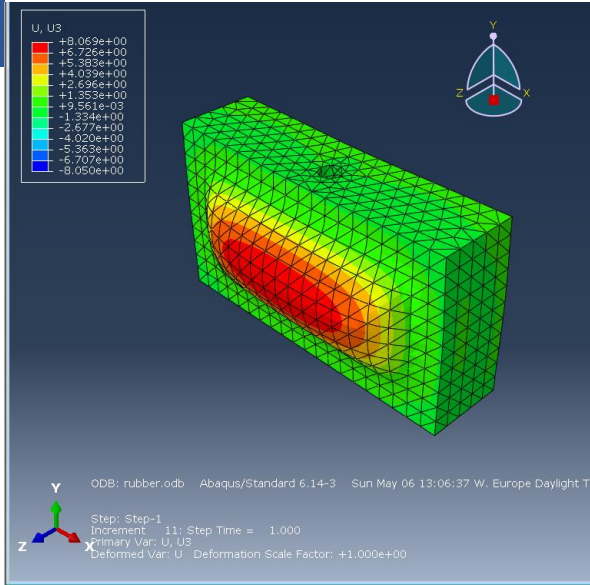 U, U3
+8.069e+00
+6.726e+00
+5.383e+00
+4.039e+00
+2.696e+00
+1.353e+00
+9.561e-03
-1.334e+00
-2.677e+00
-4.020e+00
-5.363e+00
-6.707e+00
-8.050e+00
Y
Z
X
ODB: rubber.odb Abaqus/Standard 6.14-3 Sun May 06 13:06:37 W. Europe Daylight T
Y
Z
X
Step: Step-1
Increment 11: Step Time = 1.000
Primary Var: U, U3
Deformed Var: U Deformation Scale Factor: +1.000e+00